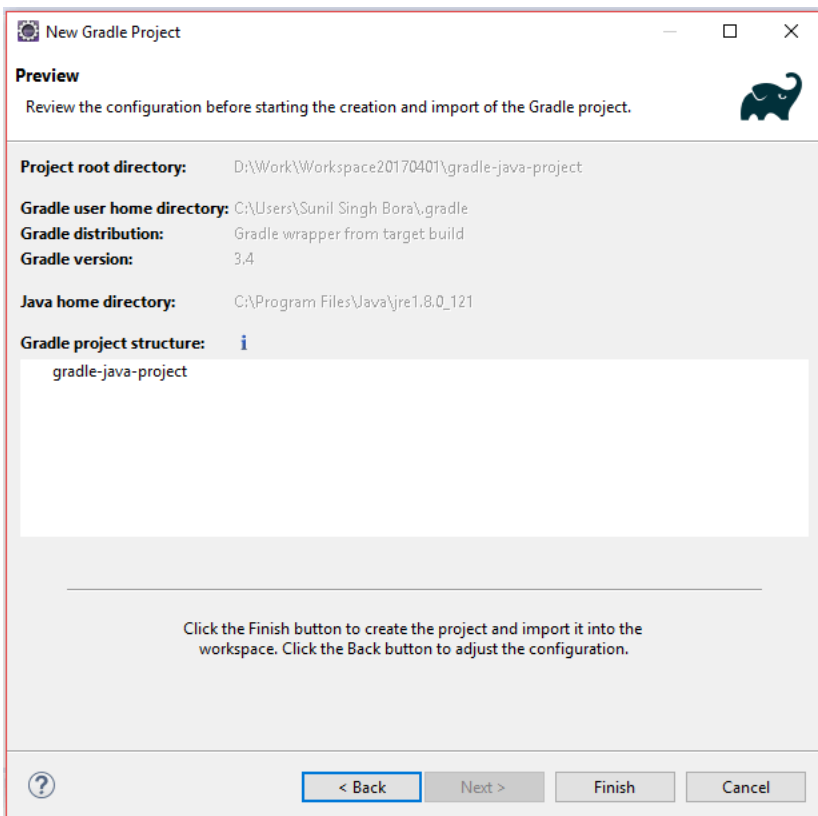 New Gradle Project
Preview
Review the configuration before starting the creation and import of the Gradle project.
Project root directory: D:\Work\Workspace20170401\gradle-java-project
Gradle user home directory: C:\Users\Sunil Singh Bora\.gradle
Gradle distribution: Gradle wrapper from target build
Gradle version: 3.4
Java home directory: C:\Program Files\Java\jre1.8.0_121
Gradle project structure:
gradle-java-project
Click the Finish button to create the project and import it into the
workspace. Click the Back button to adjust the configuration.
< Back Next > Finish Cancel